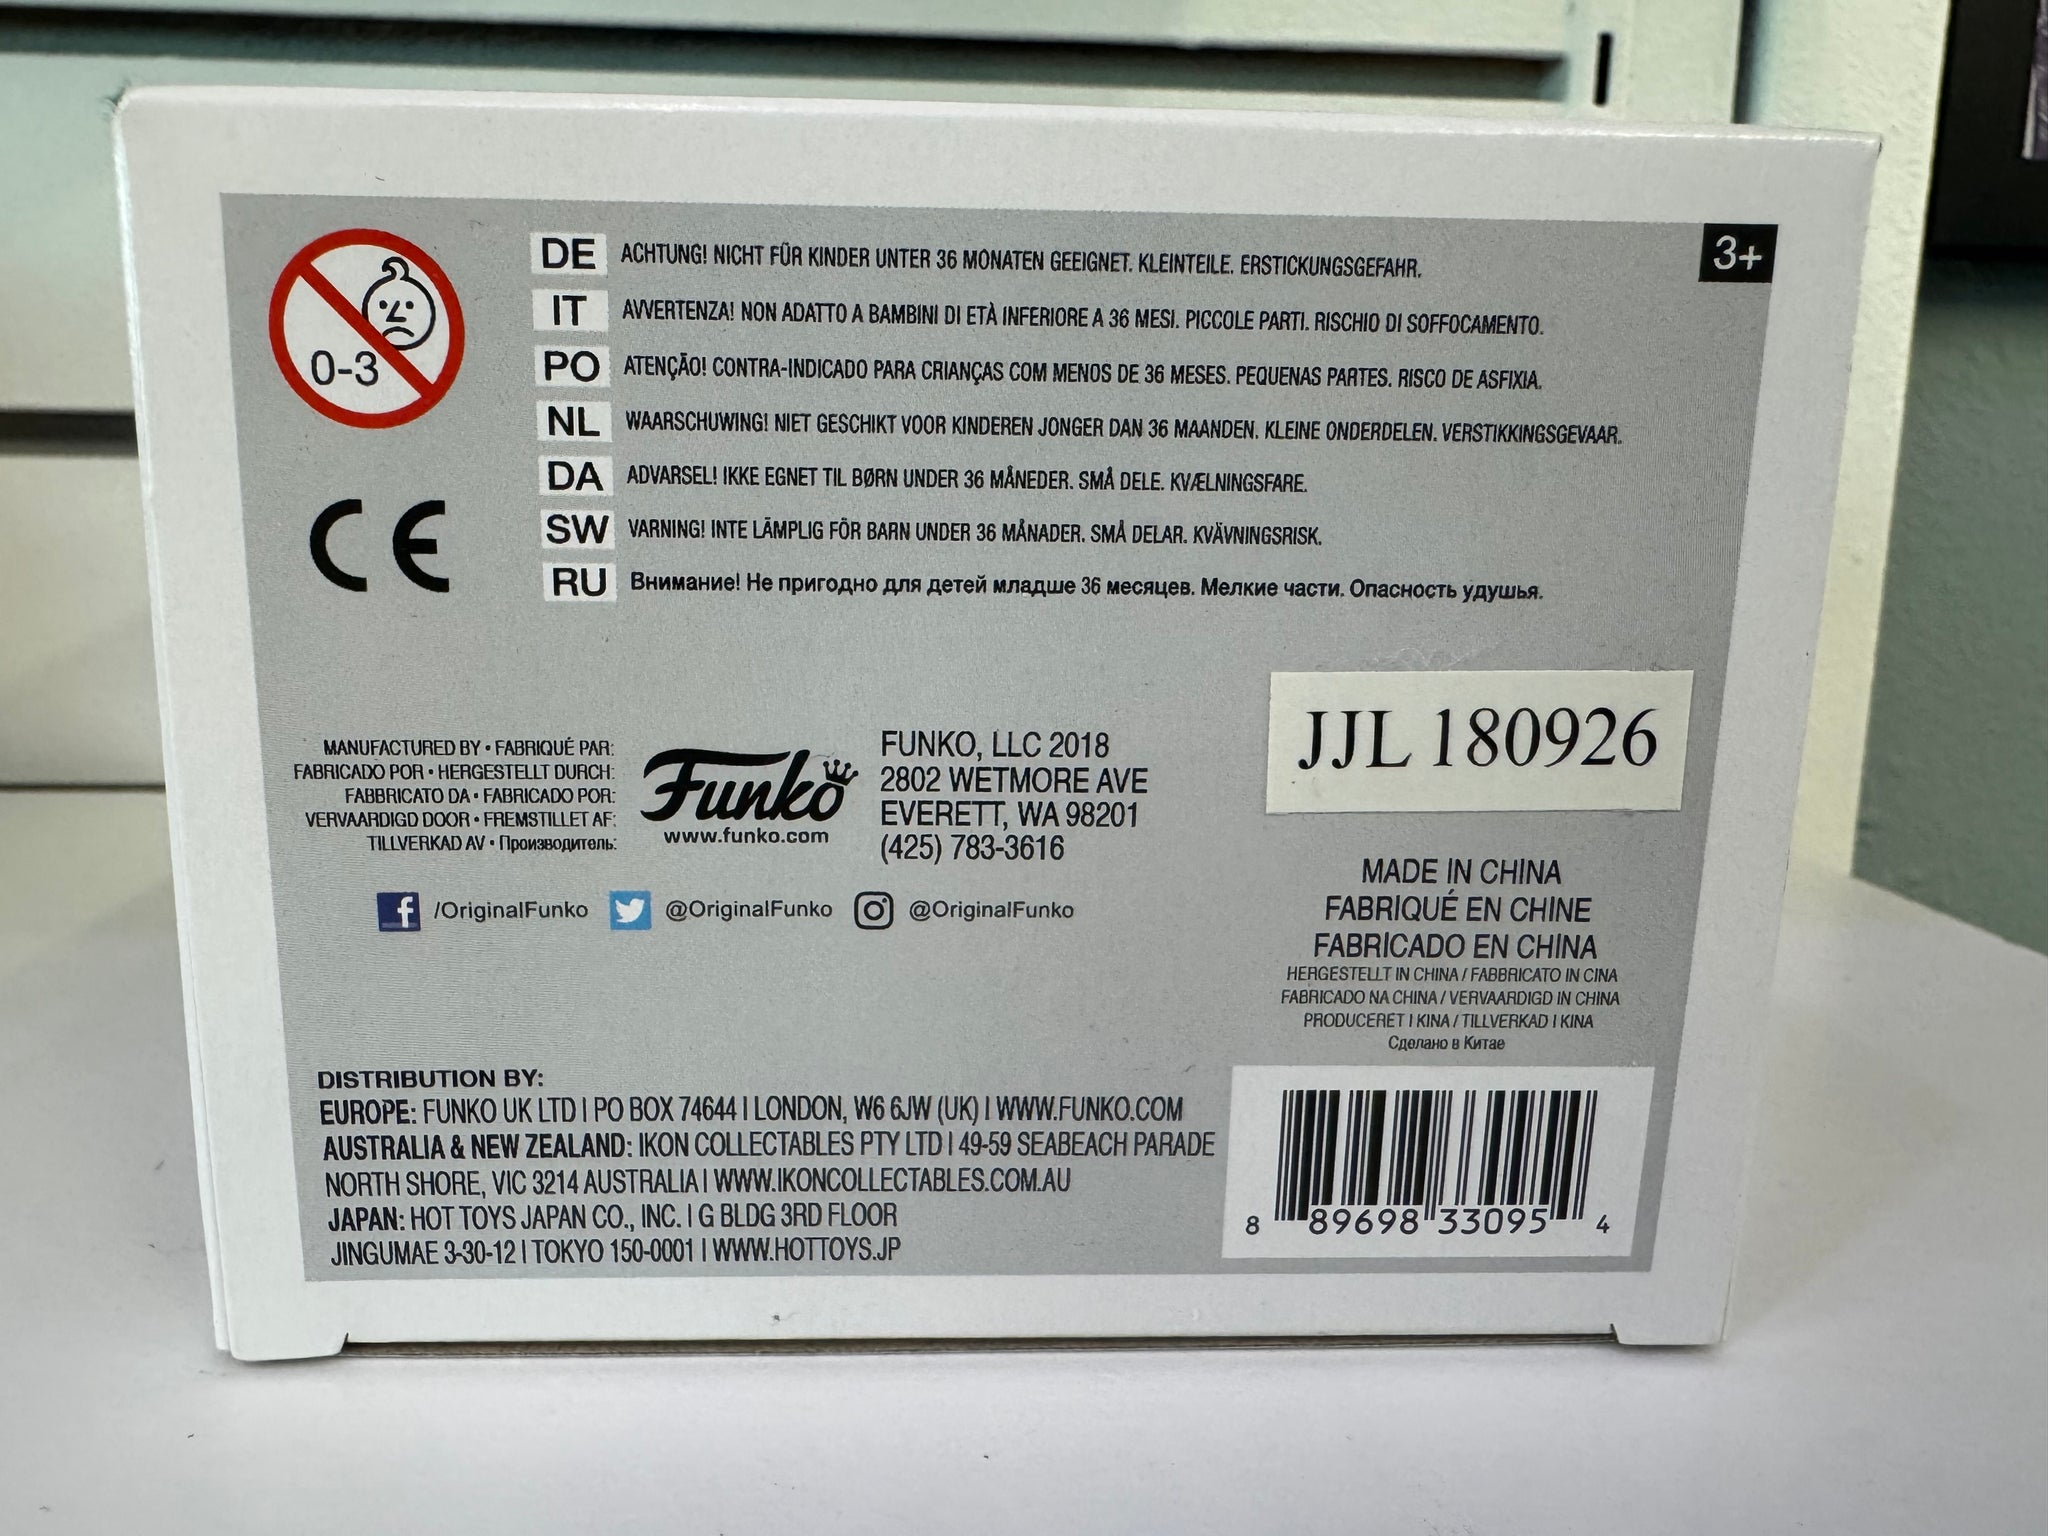 0-3
DE ACHTUNG! NICHT FÜR KINDER UNTER 36 MONATEN GEEIGNET. KLEINTEILE. ERSTICKUNGSGEFAHR.
3+
IT AVVERTENZA! NON ADATTO A BAMBINI DI ETÀ INFERIORE A 36 MESI. PICCOLE PARTI. RISCHIO DI SOFFOCAMENTO.
PO ATENÇÃO! CONTRA-INDICADO PARA CRIANÇAS COM MENOS DE 36 MESES. PEQUENAS PARTES. RISCO DE ASFIXIA.
NL WAARSCHUWING! NIET GESCHIKT VOOR KINDEREN JONGER DAN 36 MAANDEN. KLEINE ONDERDELEN. VERSTIKKINGSGEVAAR.
DA ADVARSEL! IKKE EGNET TIL BØRN UNDER 36 MÅNEDER. SMÅ DELE. KVÆLNINGSFARE.
SW VARNING! INTE LÄMPLIG FÖR BARN UNDER 36 MÅNADER. SMÅ DELAR. KVÄVNINGSRISK.
RU Внимание! Не пригодно для детей младше 36 месяцев. Мелкие части. Опасность удушья.
CE
MANUFACTURED BY • FABRIQUÉ PAR:
FABRICADO POR • HERGESTELLT DURCH:
FABBRICATO DA • FABRICADO POR:
VERVAARDIGD DOOR • FREMSTILLET AF:
TILLVERKAD AV • Производитель:
Funko
www.funko.com
FUNKO, LLC 2018
2802 WETMORE AVE
EVERETT, WA 98201
(425) 783-3616
JJL 180926
/OriginalFunko @OriginalFunko @OriginalFunko
MADE IN CHINA
FABRIQUÉ EN CHINE
FABRICADO EN CHINA
HERGESTELLT IN CHINA / FABBRICATO IN CINA
FABRICADO NA CHINA / VERVAARDIGD IN CHINA
PRODUCERET I KINA / TILLVERKAD I KINA
Сделано в Китае
DISTRIBUTION BY:
EUROPE: FUNKO UK LTD | PO BOX 74644 | LONDON, W6 6JW (UK) | WWW.FUNKO.COM
AUSTRALIA & NEW ZEALAND: IKON COLLECTABLES PTY LTD | 49-59 SEABEACH PARADE
NORTH SHORE, VIC 3214 AUSTRALIA | WWW.IKONCOLLECTABLES.COM.AU
JAPAN: HOT TOYS JAPAN CO., INC. | G BLDG 3RD FLOOR
JINGUMAE 3-30-12 | TOKYO 150-0001 | WWW.HOTTOYS.JP
8 89698 33095 4